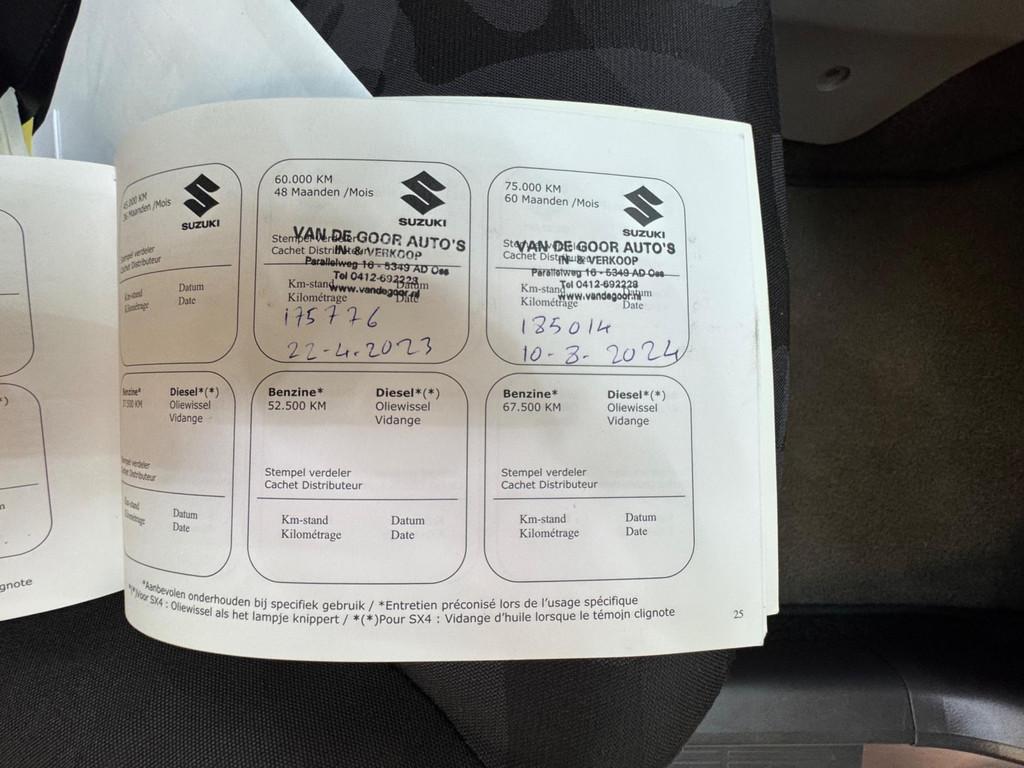 45.000 KM
36 Maanden /Mois
SUZUKI
Stempel verdeler
Cachet Distributeur
Km-stand Datum
Kilométrage Date
60.000 KM
48 Maanden /Mois
SUZUKI
Stempel verdeler
Cachet Distributeur
VAN DE GOOR AUTO'S
IN- & VERKOOP
Parallelweg 16 - 5349 AD Oss
Tel 0412-692228
www.vandegoor.nl
Km-stand Datum
Kilométrage Date
175776
22-4-2023
75.000 KM
60 Maanden /Mois
SUZUKI
Stempel verdeler
Cachet Distributeur
VAN DE GOOR AUTO'S
IN- & VERKOOP
Parallelweg 16 - 5349 AD Oss
Tel 0412-692228
www.vandegoor.nl
Km-stand Datum
Kilométrage Date
185014
10-8-2024
Benzine* Diesel*(*)
37.500 KM Oliewissel
Vidange
Stempel verdeler
Cachet Distributeur
Km-stand Datum
Kilométrage Date
Benzine* Diesel*(*)
52.500 KM Oliewissel
Vidange
Stempel verdeler
Cachet Distributeur
Km-stand Datum
Kilométrage Date
Benzine* Diesel*(*)
67.500 KM Oliewissel
Vidange
Stempel verdeler
Cachet Distributeur
Km-stand Datum
Kilométrage Date
*Aanbevolen onderhouden bij specifiek gebruik / *Entretien préconisé lors de l'usage spécifique
*(*)Voor SX4 : Oliewissel als het lampje knippert / *(*)Pour SX4 : Vidange d'huile lorsque le témoin clignote
25